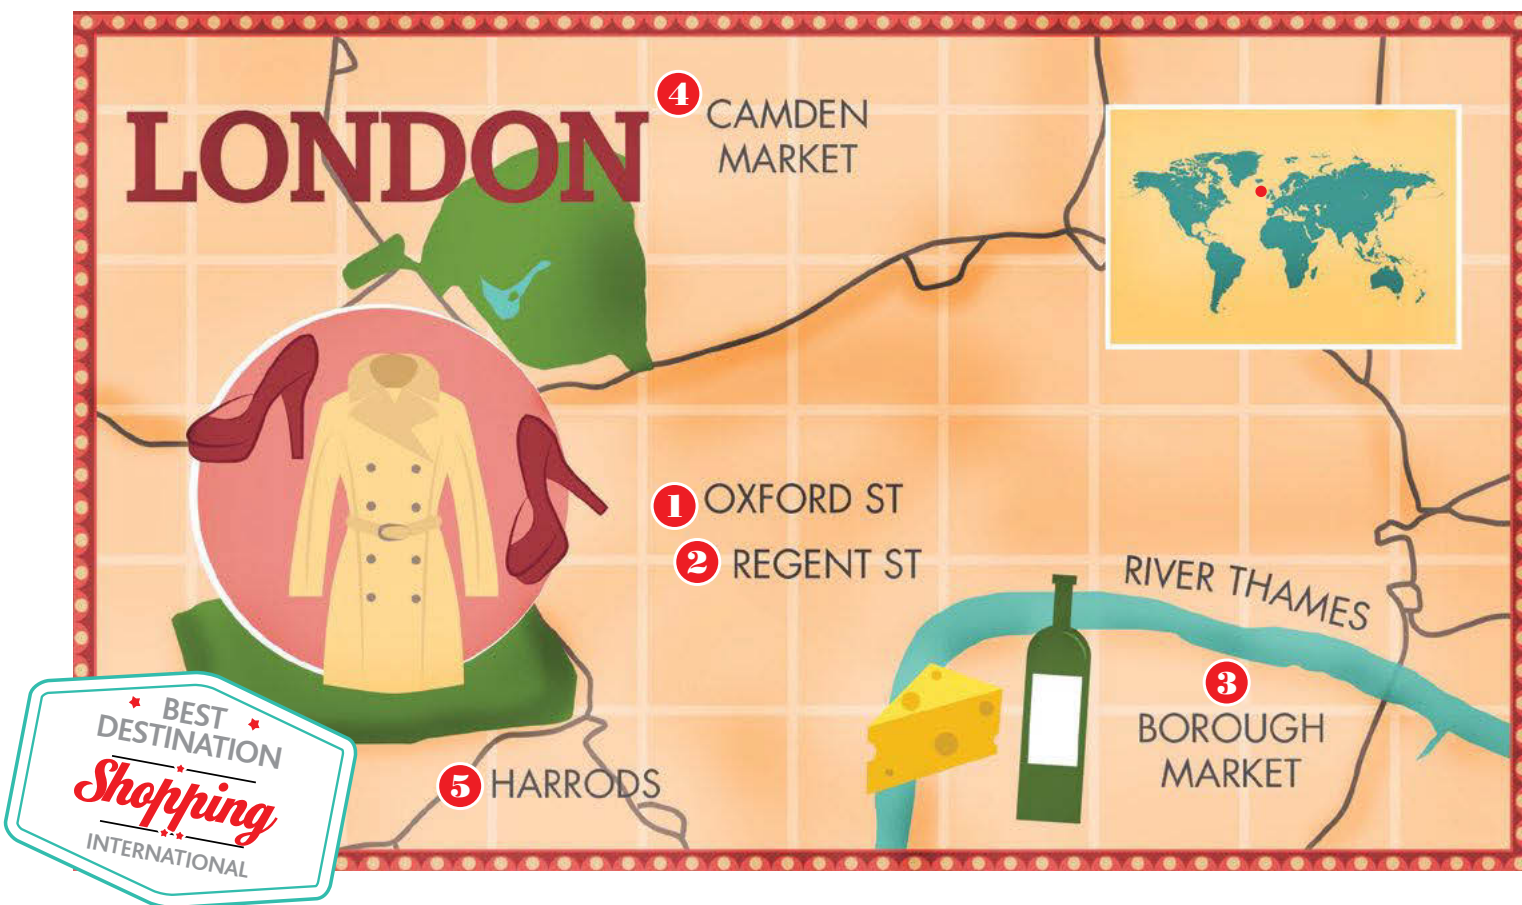 LONDON
4 CAMDEN
MARKET
1 OXFORD ST
2 REGENT ST
RIVER THAMES
3
BOROUGH
MARKET
5 HARRODS
BEST
DESTINATION
Shopping
INTERNATIONAL